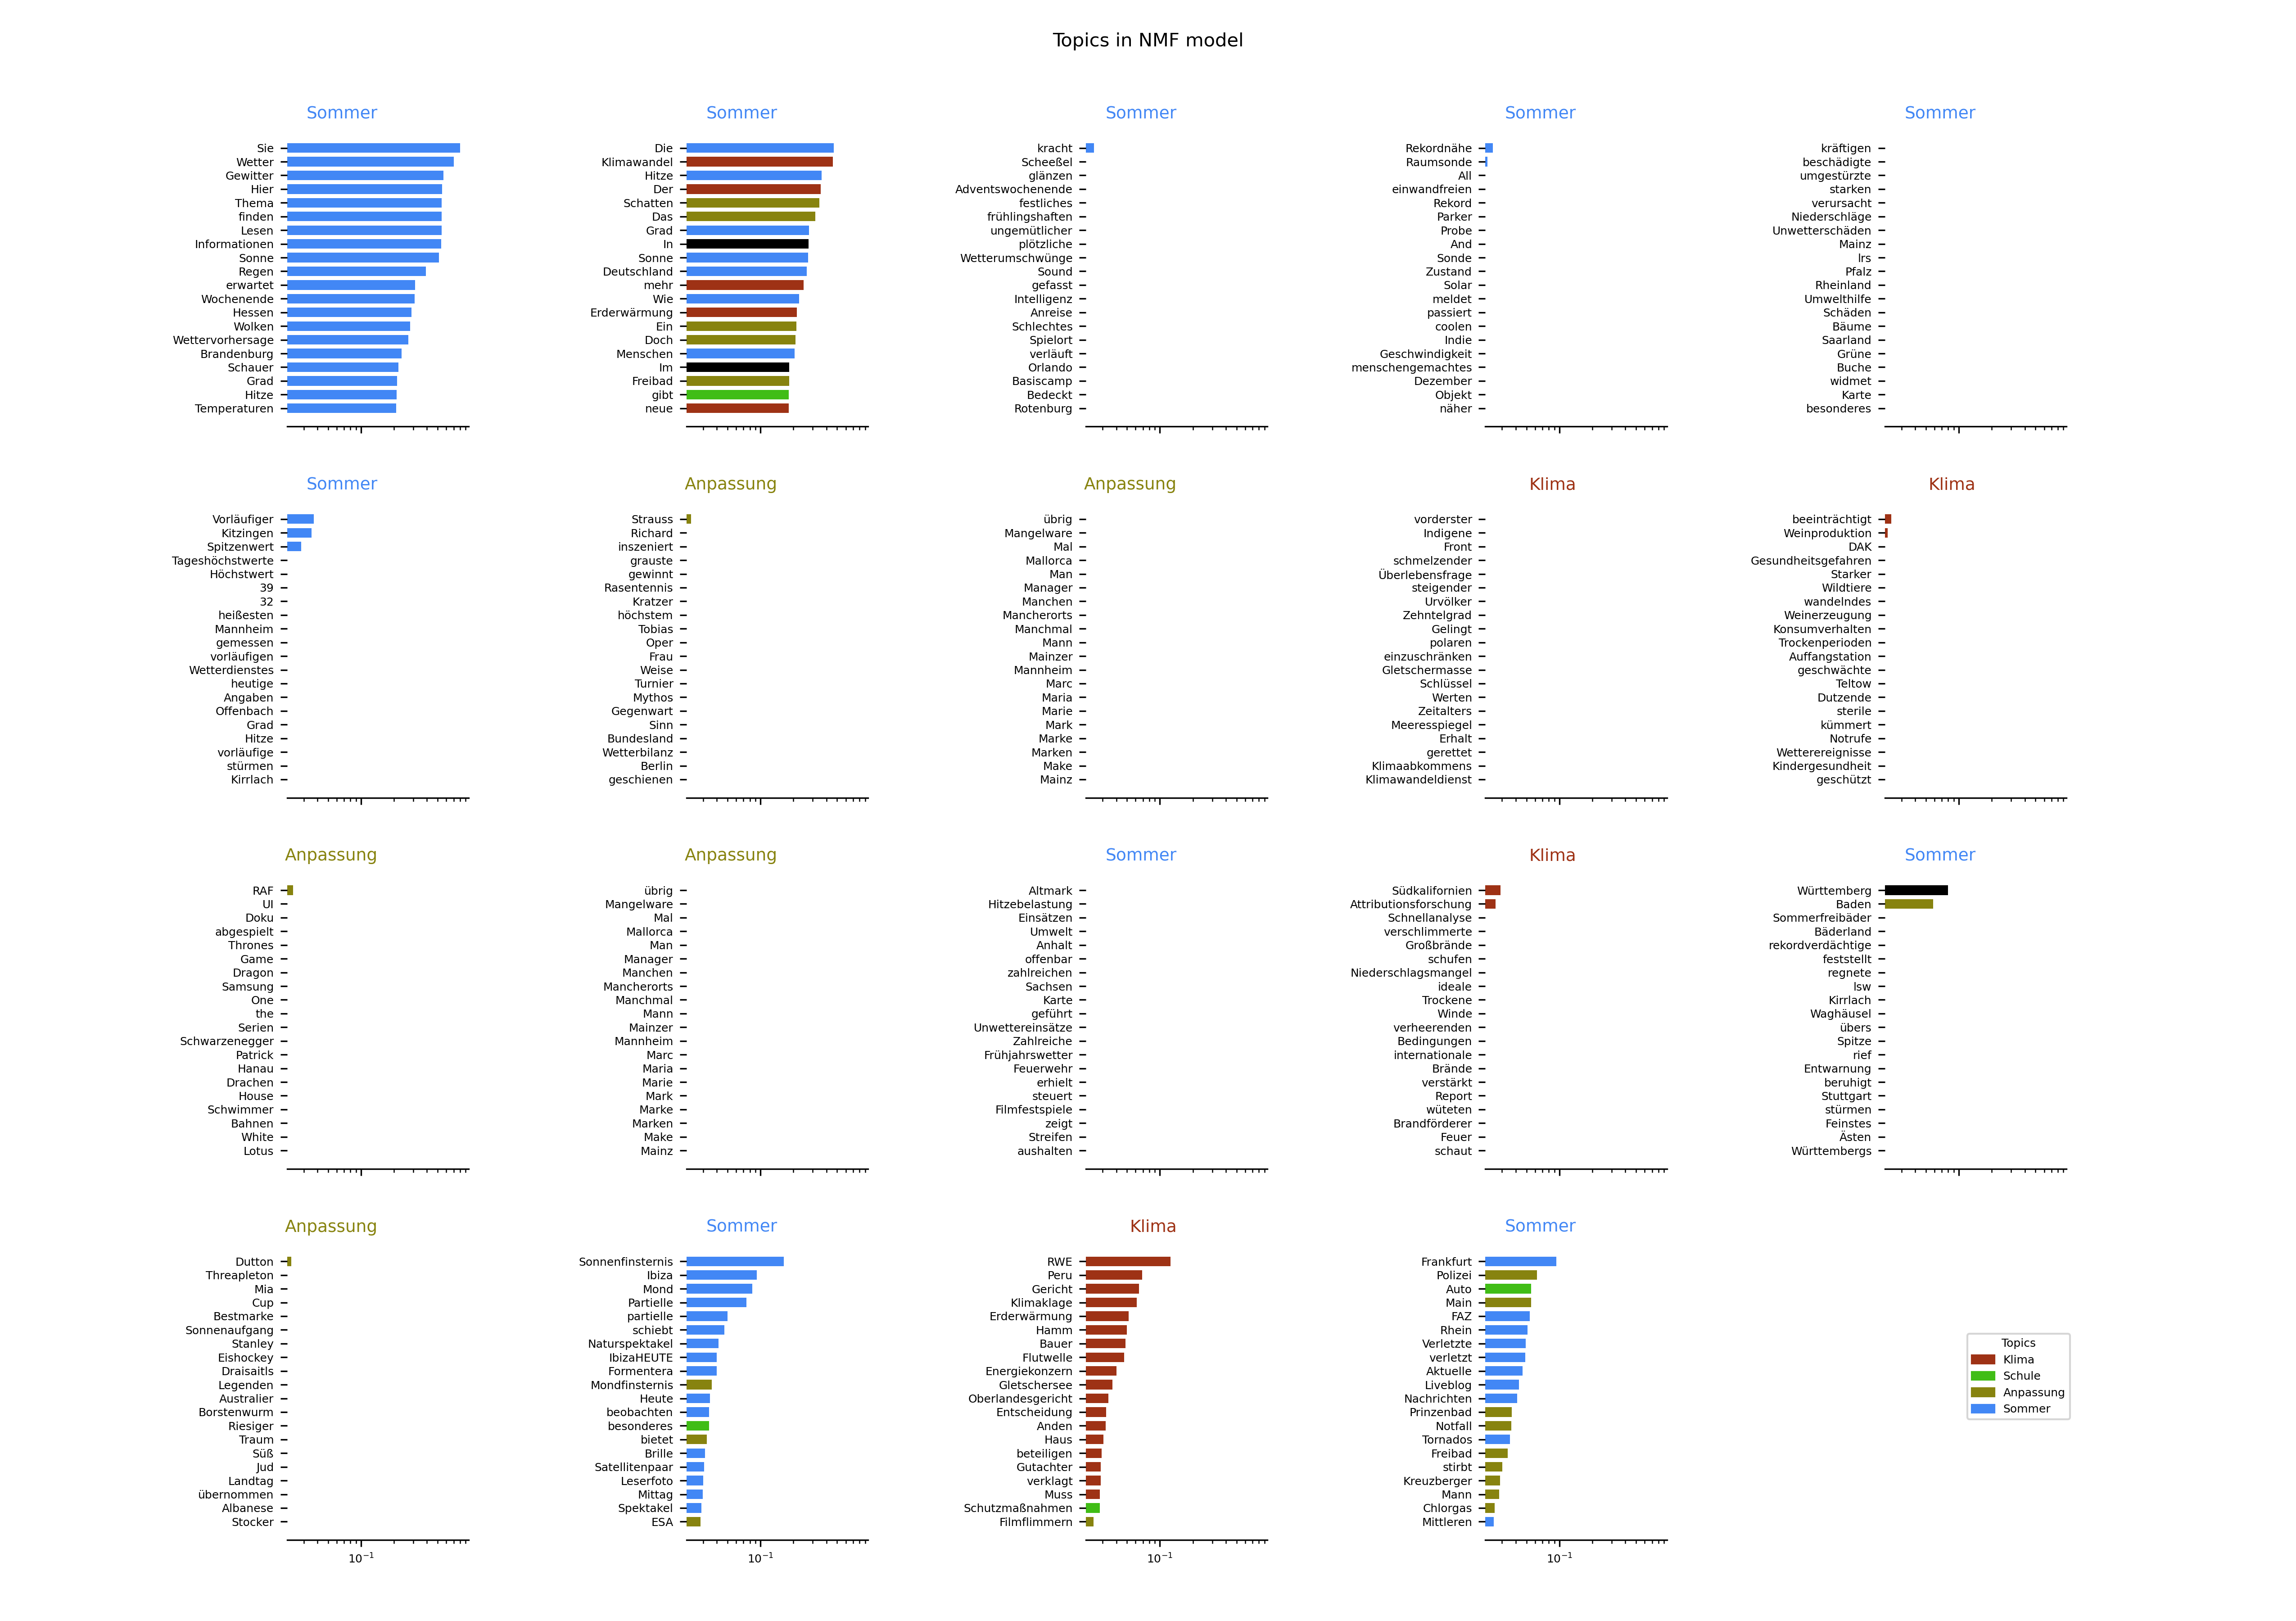 Topics in NMF model
Sommer
Sie
Wetter
Gewitter
Hier
Thema
finden
Lesen
Informationen
Sonne
Regen
erwartet
Wochenende
Hessen
Wolken
Wettervorhersage
Brandenburg
Schauer
Grad
Hitze
Temperaturen
Sommer
Die
Klimawandel
Hitze
Der
Schatten
Das
Grad
In
Sonne
Deutschland
mehr
Wie
Erderwärmung
Ein
Doch
Menschen
Im
Freibad
gibt
neue
Sommer
kracht
Scheeßel
glänzen
Adventswochenende
festliches
frühlingshaften
ungemütlicher
plötzliche
Wetterumschwünge
Sound
gefasst
Intelligenz
Anreise
Schlechtes
Spielort
verläuft
Orlando
Basiscamp
Bedeckt
Rotenburg
Sommer
Rekordnähe
Raumsonde
All
einwandfreien
Rekord
Parker
Probe
And
Sonde
Zustand
Solar
meldet
passiert
coolen
Indie
Geschwindigkeit
menschengemachtes
Dezember
Objekt
näher
Sommer
kräftigen
beschädigte
umgestürzte
starken
verursacht
Niederschläge
Unwetterschäden
Mainz
lrs
Pfalz
Rheinland
Umwelthilfe
Schäden
Bäume
Saarland
Grüne
Buche
widmet
Karte
besonderes
Sommer
Vorläufiger
Kitzingen
Spitzenwert
Tageshöchstwerte
Höchstwert
39
32
heißesten
Mannheim
gemessen
vorläufigen
Wetterdienstes
heutige
Angaben
Offenbach
Grad
Hitze
vorläufige
stürmen
Kirrlach
Anpassung
Strauss
Richard
inszeniert
grauste
gewinnt
Rasentennis
Kratzer
höchstem
Tobias
Oper
Frau
Weise
Turnier
Mythos
Gegenwart
Sinn
Bundesland
Wetterbilanz
Berlin
geschienen
Anpassung
übrig
Mangelware
Mal
Mallorca
Man
Manager
Manchen
Mancherorts
Manchmal
Mann
Mainzer
Mannheim
Marc
Maria
Marie
Mark
Marke
Marken
Make
Mainz
Klima
vorderster
Indigene
Front
schmelzender
Überlebensfrage
steigender
Urvölker
Zehntelgrad
Gelingt
polaren
einzuschränken
Gletschermasse
Schlüssel
Werten
Zeitalters
Meeresspiegel
Erhalt
gerettet
Klimaabkommens
Klimawandeldienst
Klima
beeinträchtigt
Weinproduktion
DAK
Gesundheitsgefahren
Starker
Wildtiere
wandelndes
Weinerzeugung
Konsumverhalten
Trockenperioden
Auffangstation
geschwächte
Teltow
Dutzende
sterile
kümmert
Notrufe
Wetterereignisse
Kindergesundheit
geschützt
Anpassung
RAF
UI
Doku
abgespielt
Thrones
Game
Dragon
Samsung
One
the
Serien
Schwarzenegger
Patrick
Hanau
Drachen
House
Schwimmer
Bahnen
White
Lotus
Anpassung
übrig
Mangelware
Mal
Mallorca
Man
Manager
Manchen
Mancherorts
Manchmal
Mann
Mainzer
Mannheim
Marc
Maria
Marie
Mark
Marke
Marken
Make
Mainz
Sommer
Altmark
Hitzebelastung
Einsätzen
Umwelt
Anhalt
offenbar
zahlreichen
Sachsen
Karte
geführt
Unwettereinsätze
Zahlreiche
Frühjahrswetter
Feuerwehr
erhielt
steuert
Filmfestspiele
zeigt
Streifen
aushalten
Klima
Südkalifornien
Attributionsforschung
Schnellanalyse
verschlimmerte
Großbrände
schufen
Niederschlagsmangel
ideale
Trockene
Winde
verheerenden
Bedingungen
internationale
Brände
verstärkt
Report
wüteten
Brandförderer
Feuer
schaut
Sommer
Württemberg
Baden
Sommerfreibäder
Bäderland
rekordverdächtige
feststellt
regnete
lsw
Kirrlach
Waghäusel
übers
Spitze
rief
Entwarnung
beruhigt
Stuttgart
stürmen
Feinstes
Ästen
Württembergs
Anpassung
Dutton
Threapleton
Mia
Cup
Bestmarke
Sonnenaufgang
Stanley
Eishockey
Draisaitls
Legenden
Australier
Borstenwurm
Riesiger
Traum
Süß
Jud
Landtag
übernommen
Albanese
Stocker
10⁻¹
Sommer
Sonnenfinsternis
Ibiza
Mond
Partielle
partielle
schiebt
Naturspektakel
IbizaHEUTE
Formentera
Mondfinsternis
Heute
beobachten
besonderes
bietet
Brille
Satellitenpaar
Leserfoto
Mittag
Spektakel
ESA
10⁻¹
Klima
RWE
Peru
Gericht
Klimaklage
Erderwärmung
Hamm
Bauer
Flutwelle
Energiekonzern
Gletschersee
Oberlandesgericht
Entscheidung
Anden
Haus
beteiligen
Gutachter
verklagt
Muss
Schutzmaßnahmen
Filmflimmern
10⁻¹
Sommer
Frankfurt
Polizei
Auto
Main
FAZ
Rhein
Verletzte
verletzt
Aktuelle
Liveblog
Nachrichten
Prinzenbad
Notfall
Tornados
Freibad
stirbt
Kreuzberger
Mann
Chlorgas
Mittleren
10⁻¹
Topics
Klima
Schule
Anpassung
Sommer